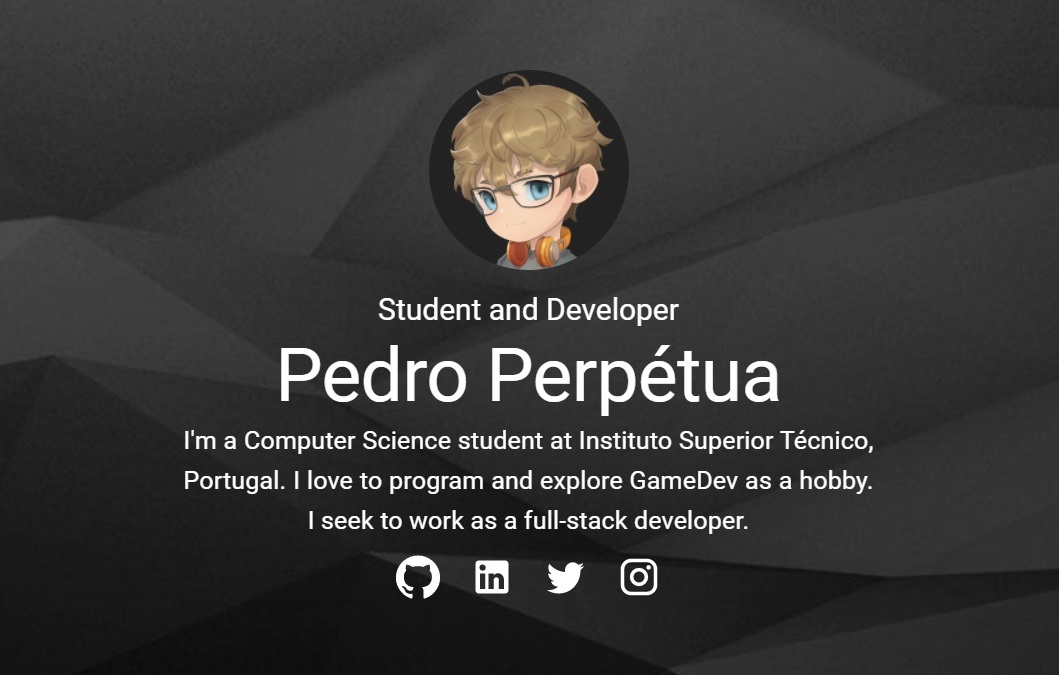 Student and Developer
Pedro Perpétua
I'm a Computer Science student at Instituto Superior Técnico,
Portugal. I love to program and explore GameDev as a hobby.
I seek to work as a full-stack developer.
in